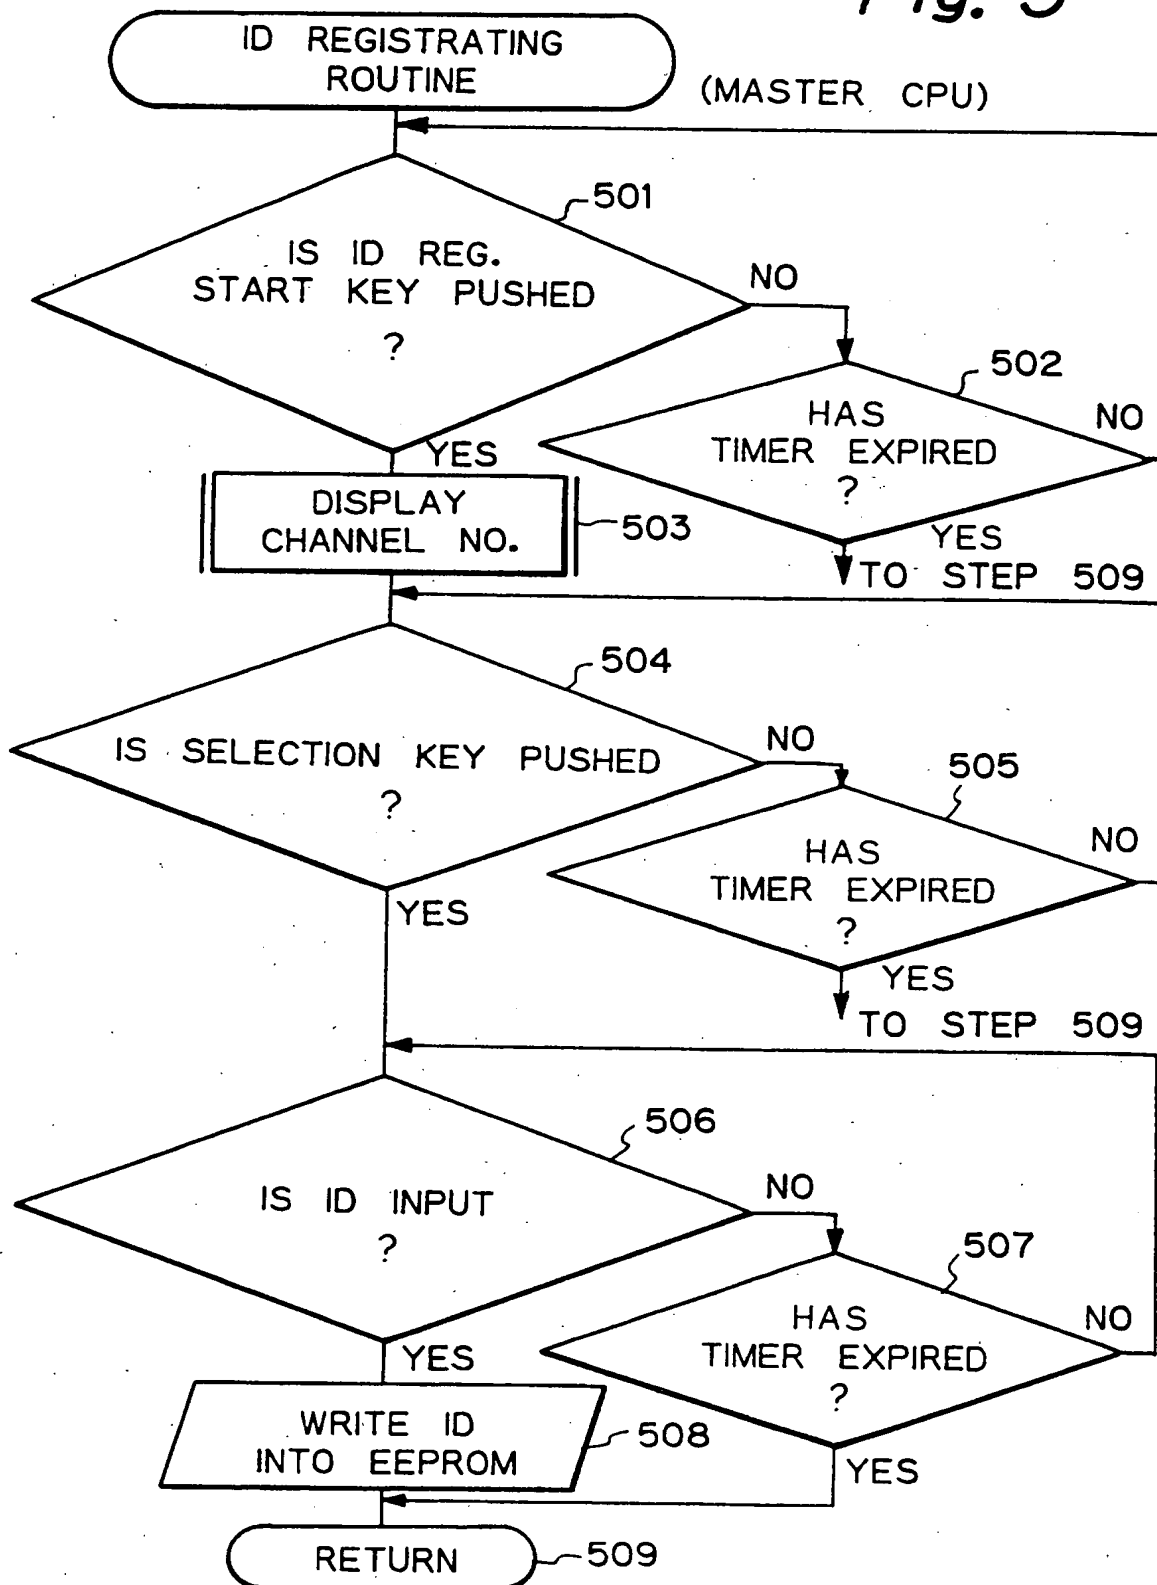 Fig. 5
ID REGISTRATING
ROUTINE
(MASTER CPU)
501
IS ID REG.
START KEY PUSHED
?
NO
502
HAS
TIMER EXPIRED
?
NO
YES
YES
TO STEP 509
DISPLAY
CHANNEL NO.
503
504
IS SELECTION KEY PUSHED
?
NO
505
HAS
TIMER EXPIRED
?
NO
YES
YES
TO STEP 509
506
IS ID INPUT
?
NO
507
HAS
TIMER EXPIRED
?
NO
YES
YES
WRITE ID
INTO EEPROM
508
RETURN
509